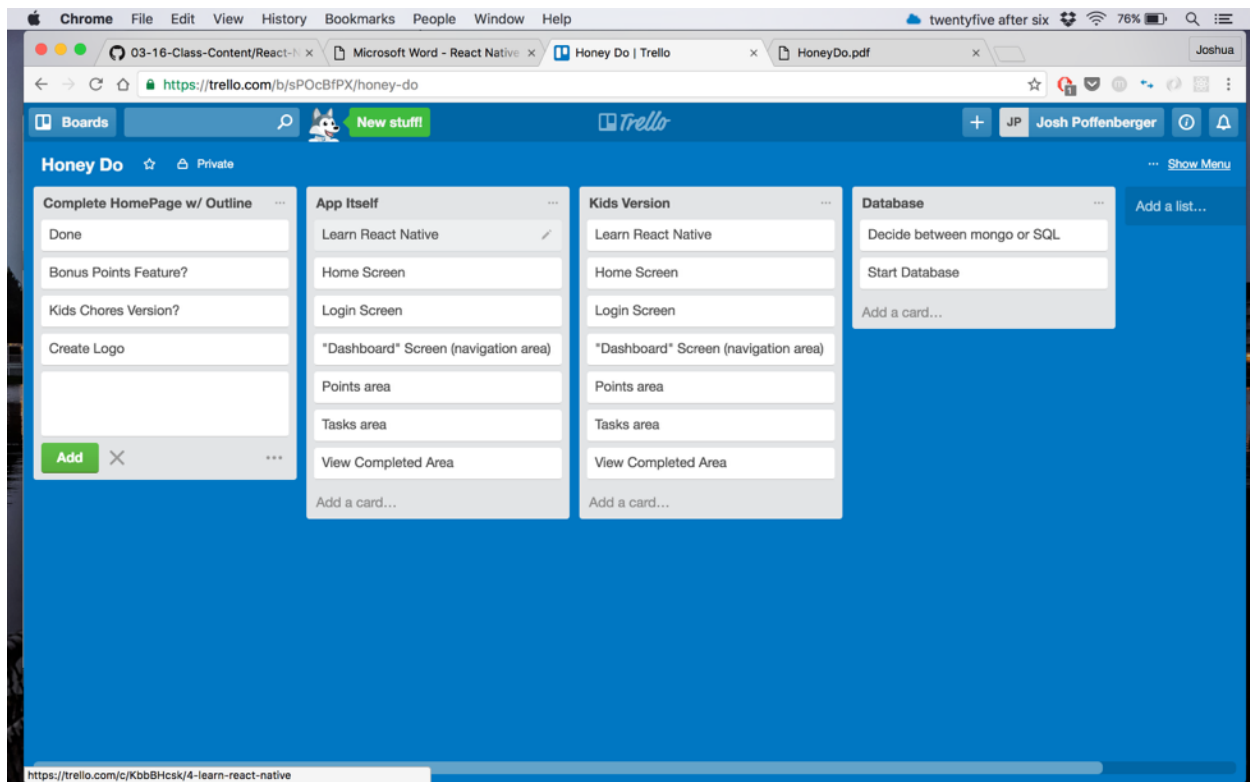 Chrome File Edit View History Bookmarks People Window Help twentyfive after six 76%
03-16-Class-Content/React-N Microsoft Word - React Native Honey Do | Trello HoneyDo.pdf Joshua
https://trello.com/b/sPOcBfPX/honey-do 1
Boards New stuff! Trello JP Josh Poffenberger
Honey Do Private ... Show Menu
Complete HomePage w/ Outline
Done
Bonus Points Feature?
Kids Chores Version?
Create Logo
Add
App Itself
Learn React Native
Home Screen
Login Screen
"Dashboard" Screen (navigation area)
Points area
Tasks area
View Completed Area
Add a card...
Kids Version
Learn React Native
Home Screen
Login Screen
"Dashboard" Screen (navigation area)
Points area
Tasks area
View Completed Area
Add a card...
Database
Decide between mongo or SQL
Start Database
Add a card...
Add a list...
https://trello.com/c/KbbBHcsk/4-learn-react-native